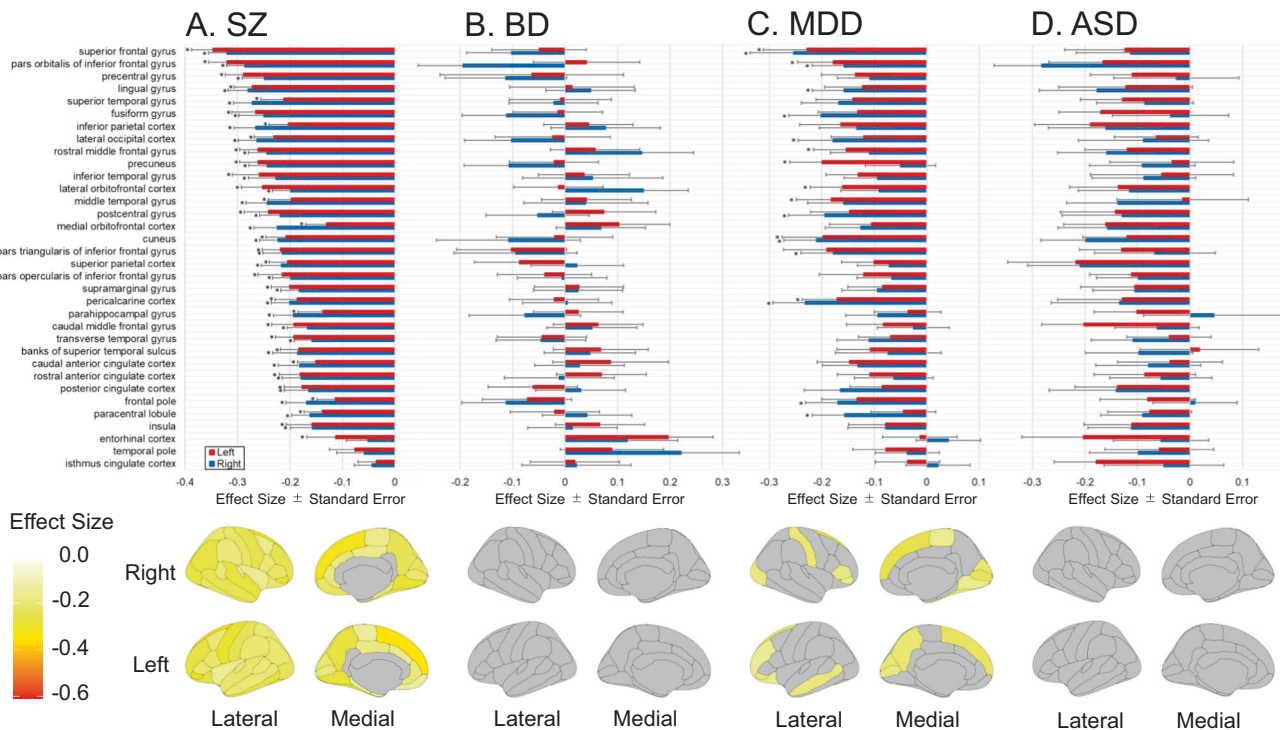 A. SZ B. BD C. MDD D. ASD
superior frontal gyrus
pars orbitalis of inferior frontal gyrus
precentral gyrus
lingual gyrus
superior temporal gyrus
fusiform gyrus
inferior parietal cortex
lateral occipital cortex
rostral middle frontal gyrus
precuneus
inferior temporal gyrus
lateral orbitofrontal cortex
middle temporal gyrus
postcentral gyrus
medial orbitofrontal cortex
cuneus
pars triangularis of inferior frontal gyrus
superior parietal cortex
pars opercularis of inferior frontal gyrus
supramarginal gyrus
pericalcarine cortex
parahippocampal gyrus
caudal middle frontal gyrus
transverse temporal gyrus
banks of superior temporal sulcus
caudal anterior cingulate cortex
rostral anterior cingulate cortex
posterior cingulate cortex
frontal pole
paracentral lobule
insula
entorhinal cortex
temporal pole
isthmus cingulate cortex
Left
Right
-0.4 -0.3 -0.2 -0.1 0 -0.2 -0.1 0 0.1 0.2 0.3 -0.3 -0.2 -0.1 0 0.1 -0.3 -0.2 -0.1 0 0.1
Effect Size ± Standard Error Effect Size ± Standard Error Effect Size ± Standard Error Effect Size ± Standard Error
Effect Size
0.0
-0.2
-0.4
-0.6
Right
Left
Lateral Medial Lateral Medial Lateral Medial Lateral Medial